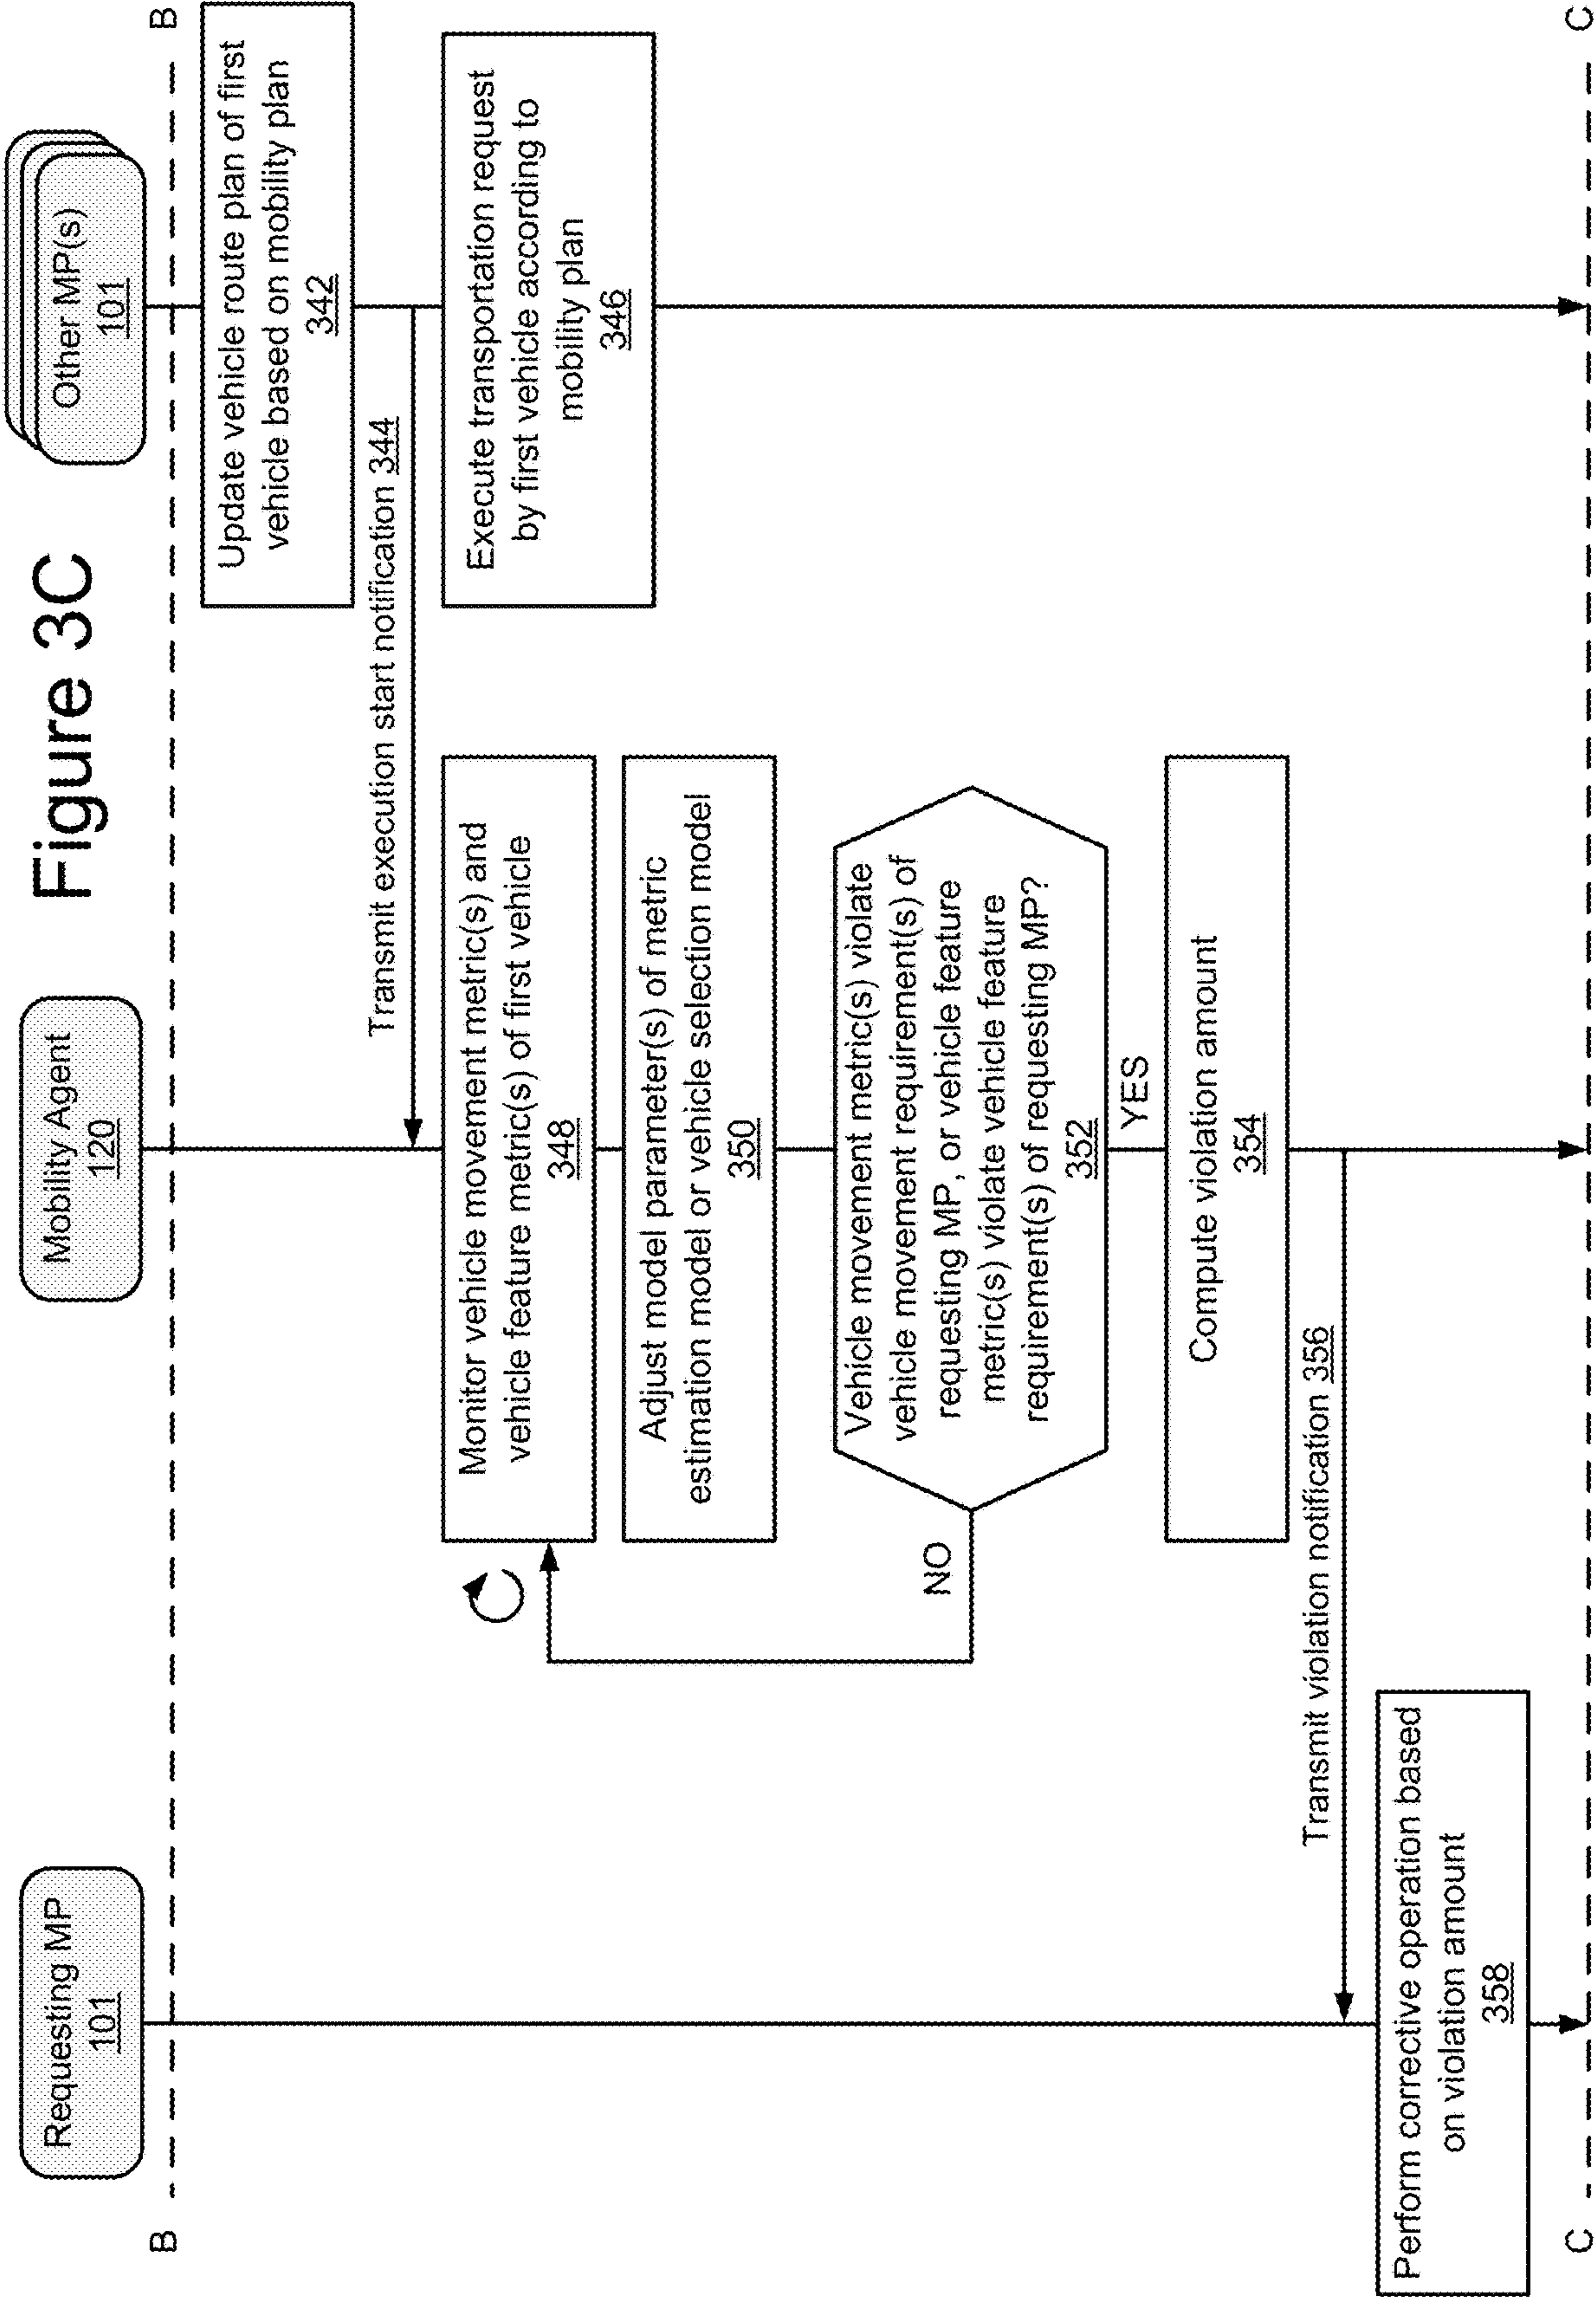 Figure 3C
Requesting MP
101
Mobility Agent
120
Other MP(s)
101
B
B
Update vehicle route plan of first
vehicle based on mobility plan
342
Transmit execution start notification 344
Execute transportation request
by first vehicle according to
mobility plan
346
Monitor vehicle movement metric(s) and
vehicle feature metric(s) of first vehicle
348
Adjust model parameter(s) of metric
estimation model or vehicle selection model
350
Vehicle movement metric(s) violate
vehicle movement requirement(s) of
requesting MP, or vehicle feature
metric(s) violate vehicle feature
requirement(s) of requesting MP?
352
NO
YES
Compute violation amount
354
Transmit violation notification 356
Perform corrective operation based
on violation amount
358
C
C